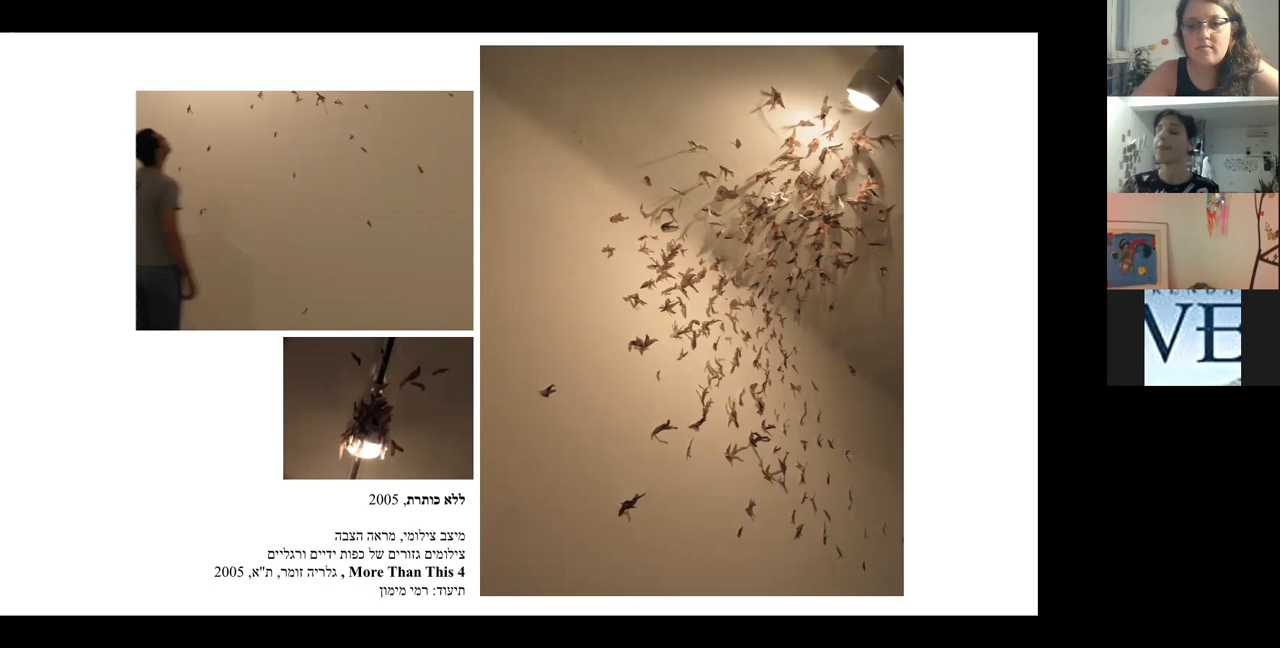 ללא כותרת, 2005
מיצב צילומי, מראה הצבה
צילומים גזורים של כפות ידיים ורגליים
More Than This 4 , גלריה זומר, ת"א, 2005
תיעוד: רמי מימון
VE